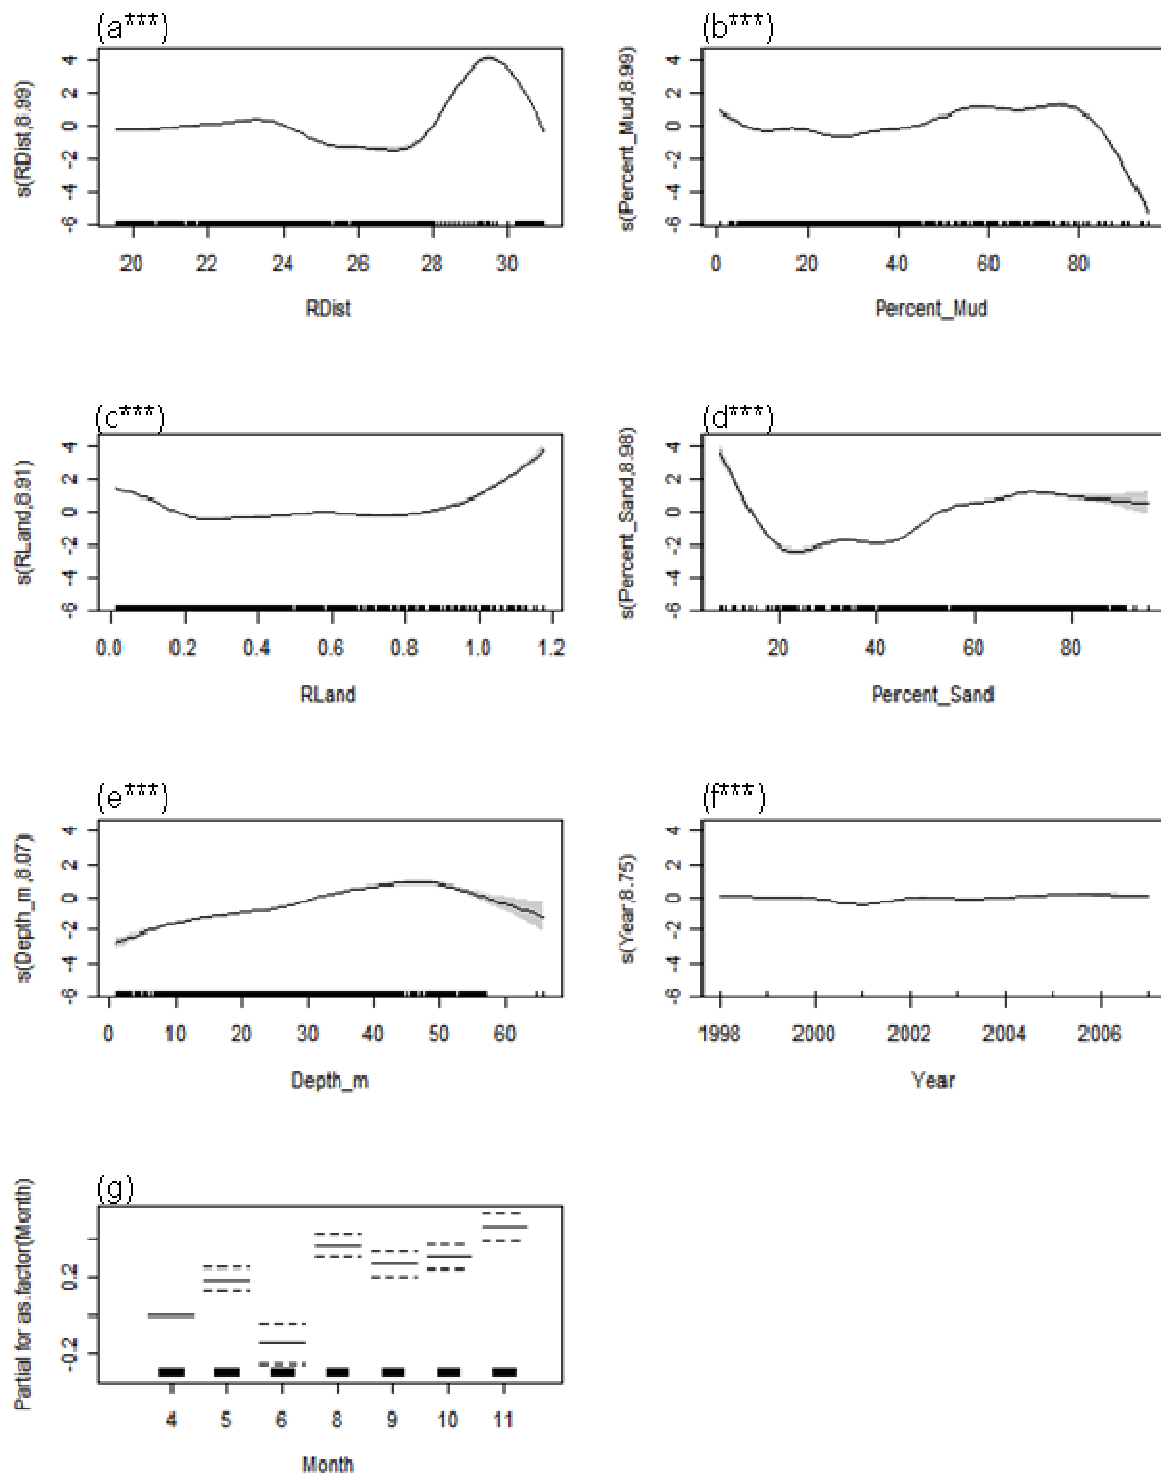 (a***)
s(RDist,8.99)
4
2
0
-2
-4
-6
20 22 24 26 28 30
RDist
(b***)
s(Percent_Mud,8.99)
4
2
0
-2
-4
-6
0 20 40 60 80
Percent_Mud
(c***)
s(RLand,8.91)
4
2
0
-2
-4
-6
0.0 0.2 0.4 0.6 0.8 1.0 1.2
RLand
(d***)
s(Percent_Sand,8.98)
4
2
0
-2
-4
-6
20 40 60 80
Percent_Sand
(e***)
s(Depth_m,8.07)
4
2
0
-2
-4
-6
0 10 20 30 40 50 60
Depth_m
(f***)
s(Year,8.75)
4
2
0
-2
-4
-6
1998 2000 2002 2004 2006
Year
(g)
Partial for as.factor(Month)
0.2
-0.2
4 5 6 8 9 10 11
Month